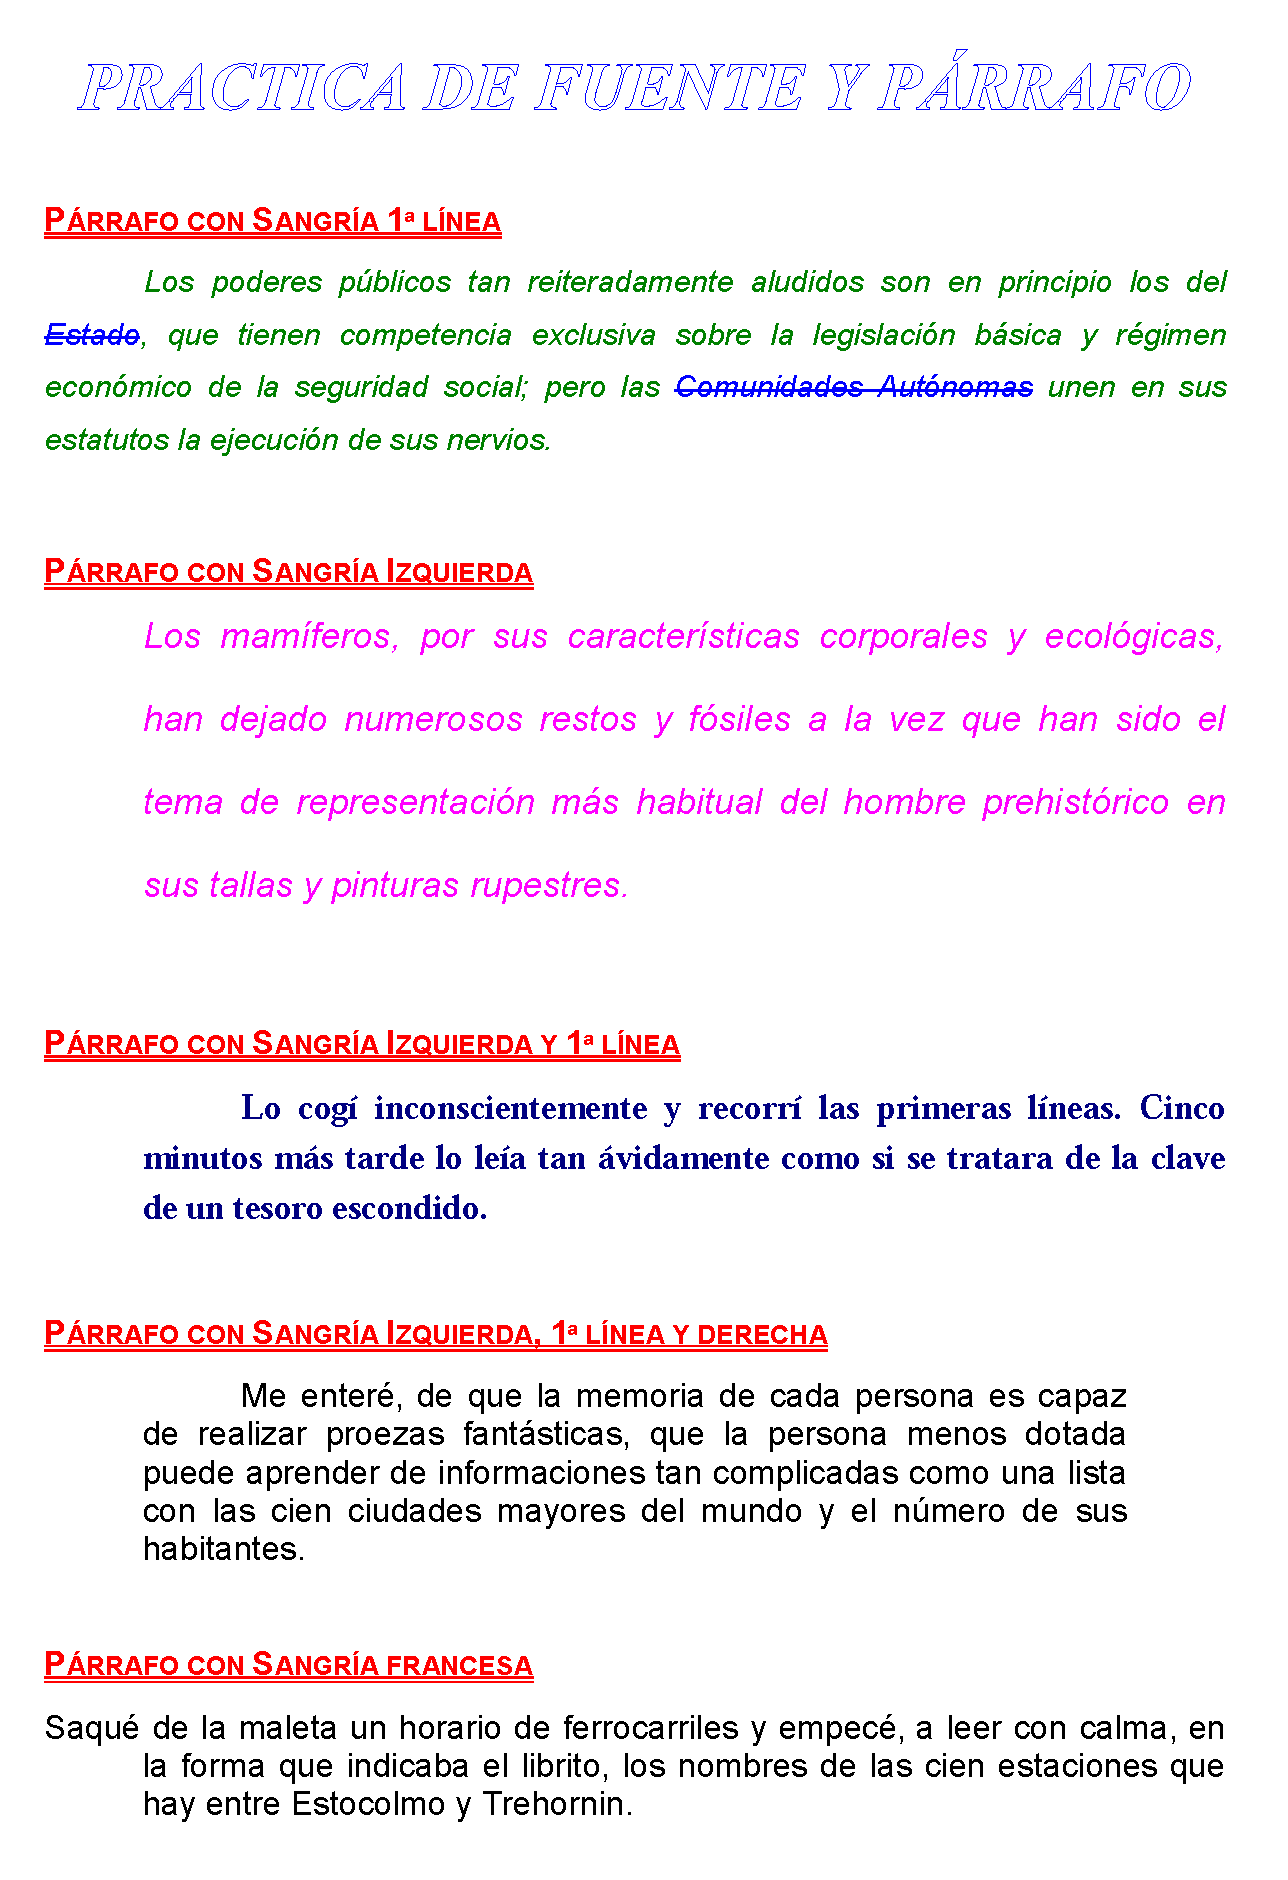 PRACTICA DE FUENTE Y PÁRRAFO
PÁRRAFO CON SANGRÍA 1ª LÍNEA
Los poderes públicos tan reiteradamente aludidos son en principio los del
Estado, que tienen competencia exclusiva sobre la legislación básica y régimen
económico de la seguridad social; pero las Comunidades Autónomas unen en sus
estatutos la ejecución de sus nervios.
PÁRRAFO CON SANGRÍA IZQUIERDA
Los mamíferos, por sus características corporales y ecológicas,
han dejado numerosos restos y fósiles a la vez que han sido el
tema de representación más habitual del hombre prehistórico en
sus tallas y pinturas rupestres.
PÁRRAFO CON SANGRÍA IZQUIERDA Y 1ª LÍNEA
Lo cogí inconscientemente y recorrí las primeras líneas. Cinco
minutos más tarde lo leía tan ávidamente como si se tratara de la clave
de un tesoro escondido.
PÁRRAFO CON SANGRÍA IZQUIERDA, 1ª LÍNEA Y DERECHA
Me enteré, de que la memoria de cada persona es capaz
de realizar proezas fantásticas, que la persona menos dotada
puede aprender de informaciones tan complicadas como una lista
con las cien ciudades mayores del mundo y el número de sus
habitantes.
PÁRRAFO CON SANGRÍA FRANCESA
Saqué de la maleta un horario de ferrocarriles y empecé, a leer con calma, en
la forma que indicaba el librito, los nombres de las cien estaciones que
hay entre Estocolmo y Trehornin.